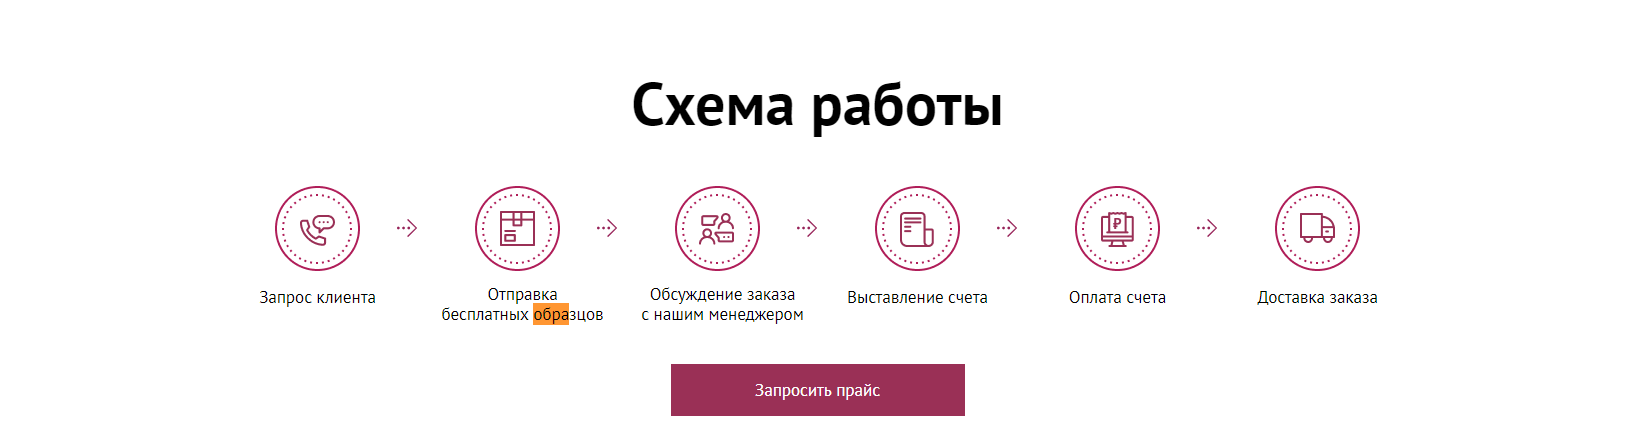 Схема работы
Запрос клиента
Отправка
бесплатных образцов
Обсуждение заказа
с нашим менеджером
Выставление счета
Оплата счета
Доставка заказа
Запросить прайс